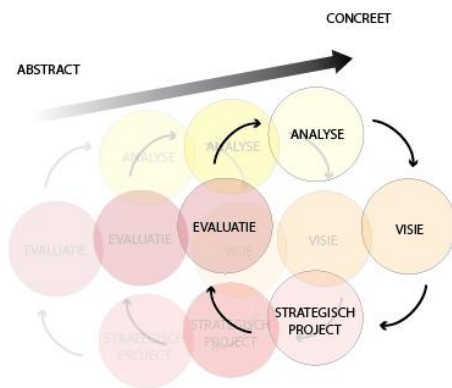 CONCREET
ABSTRACT
ANALYSE
ANALYSE
ANALYSE
EVALUATIE
EVALUATIE
EVALUATIE
VISIE
VISIE
VISIE
STRATEGISCH
PROJECT
STRATEGISCH
PROJECT
STRATEGISCH
PROJECT